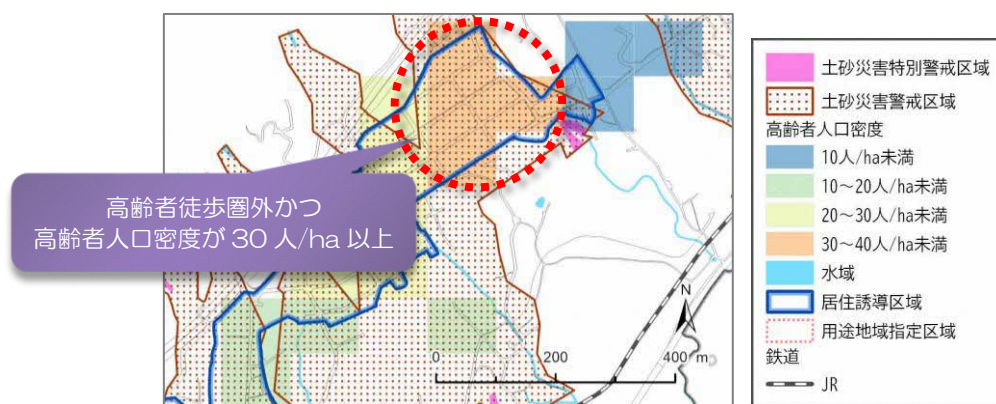 高齢者徒歩圏外かつ
高齢者人口密度が 30 人/ha 以上
N
0 200 400 m
土砂災害特別警戒区域
土砂災害警戒区域
高齢者人口密度
10人/ha未満
10～20人/ha未満
20～30人/ha未満
30～40人/ha未満
水域
居住誘導区域
用途地域指定区域
鉄道
JR